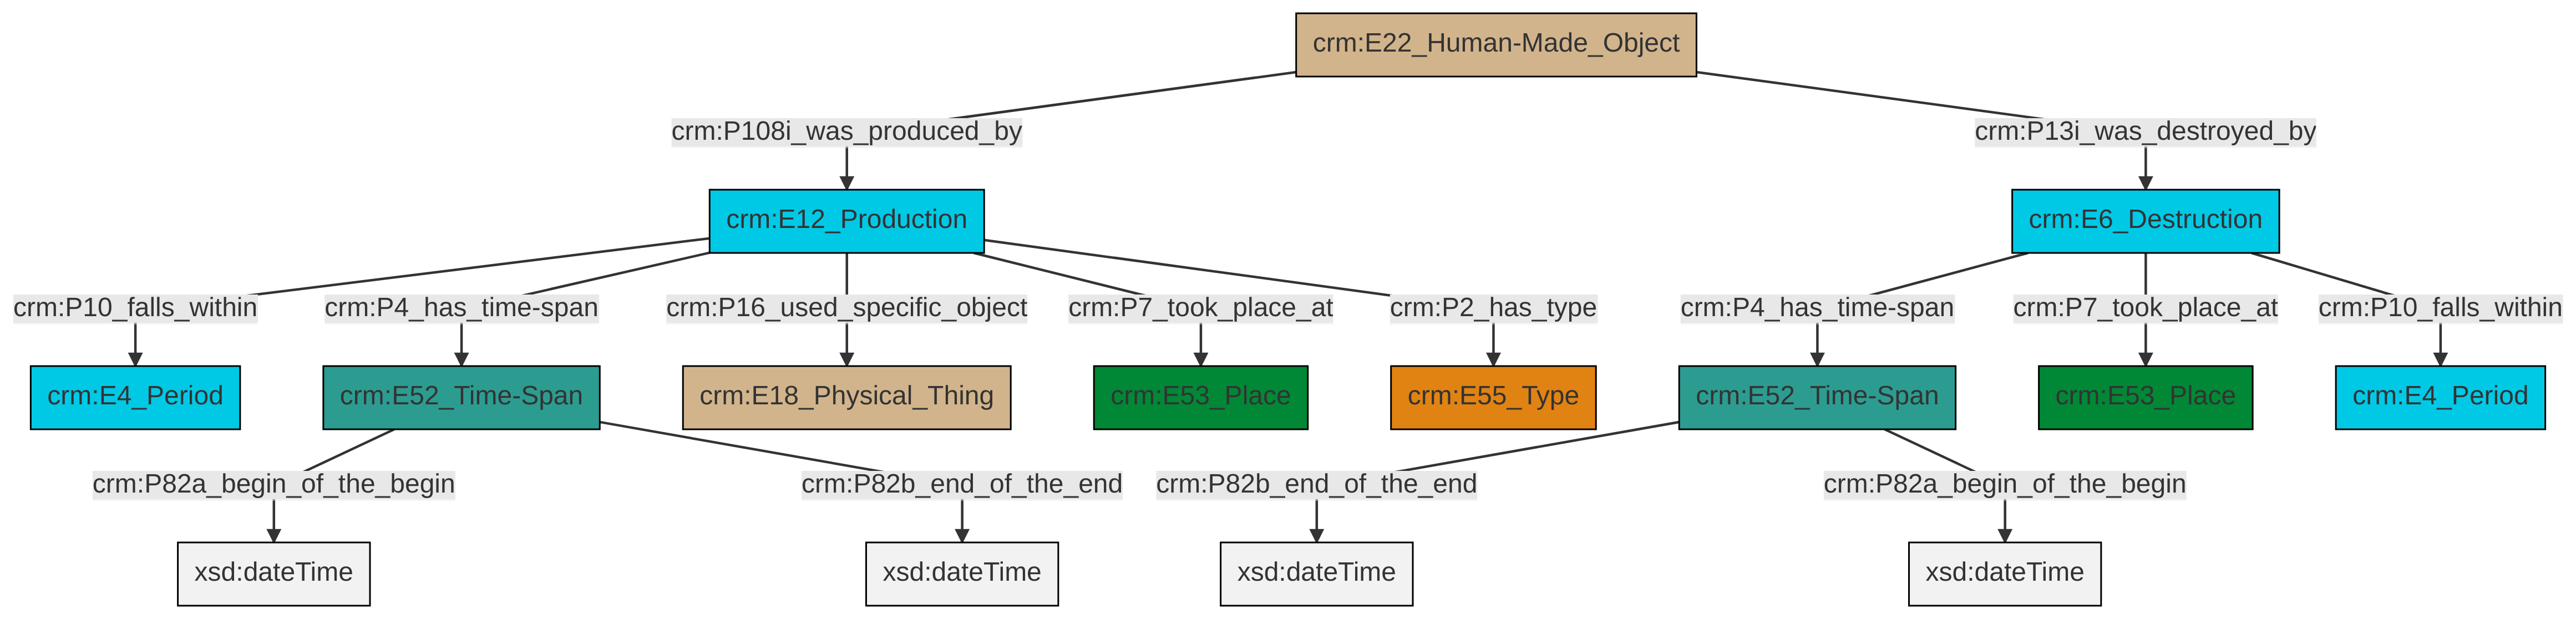 crm:E22_Human-Made_Object
crm:P108i_was_produced_by
crm:P13i_was_destroyed_by
crm:E12_Production
crm:E6_Destruction
crm:P10_falls_within
crm:P4_has_time-span
crm:P16_used_specific_object
crm:P7_took_place_at
crm:P2_has_type
crm:P4_has_time-span
crm:P7_took_place_at
crm:P10_falls_within
crm:E4_Period
crm:E52_Time-Span
crm:E18_Physical_Thing
crm:E53_Place
crm:E55_Type
crm:E52_Time-Span
crm:E53_Place
crm:E4_Period
crm:P82a_begin_of_the_begin
crm:P82b_end_of_the_end
crm:P82b_end_of_the_end
crm:P82a_begin_of_the_begin
xsd:dateTime
xsd:dateTime
xsd:dateTime
xsd:dateTime